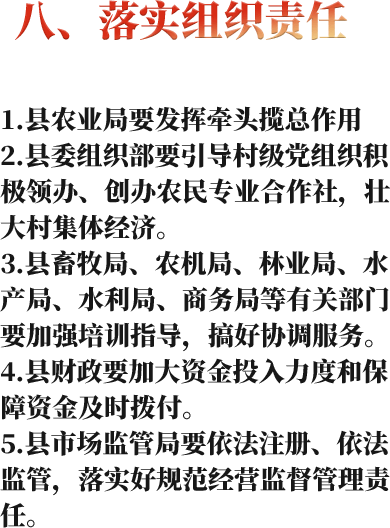 八、落实组织责任
1.县农业局要发挥牵头揽总作用
2.县委组织部要引导村级党组织积
极领办、创办农民专业合作社，壮
大村集体经济。
3.县畜牧局、农机局、林业局、水
产局、水利局、商务局等有关部门
要加强培训指导，搞好协调服务。
4.县财政要加大资金投入力度和保
障资金及时拨付。
5.县市场监管局要依法注册、依法
监管，落实好规范经营监督管理责
任。